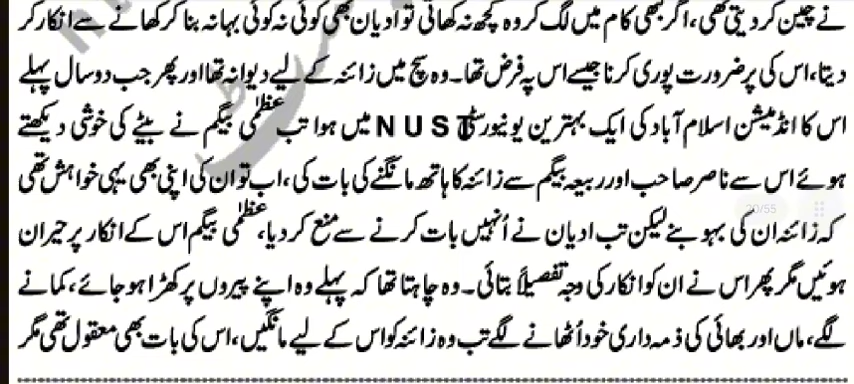 نے چین کر دیتی تھی، اگر بھی کام میں لگ کر وہ کچھ نہ کھاتی تو ادیان بھی کوئی نہ کوئی بہانہ بنا کر کھانے سے انکار کر
دیتا، اس کی ہر ضرورت پوری کرنا جیسے اس پہ فرض تھا۔ وہ سچ میں زائنہ کے لیے دیوانہ تھا اور پھر جب دو سال پہلے
اس کا انڈمیشن اسلام آباد کی ایک بہترین یونیورسٹی NUST میں ہوا تب عظمٰی بیگم نے بیٹے کی خوشی دیکھتے
ہوئے اس سے ناصر صاحب اور ربیعہ بیگم سے زائنہ کا ہاتھ مانگنے کی بات کی، اب تو ان کی اپنی بھی یہی خواہش تھی
20/55
کہ زائنہ ان کی بہو بنے لیکن تب ادیان نے اُنہیں بات کرنے سے منع کر دیا، عظمٰی بیگم اس کے انکار پر حیران
ہوئیں مگر پھر اس نے ان کو انکار کی وجہ تفصیلاً بتائی۔ وہ چاہتا تھا کہ پہلے وہ اپنے پیروں پر کھڑا ہو جائے، کمانے
لگے، ماں اور بھائی کی ذمہ داری خود اُٹھانے لگے تب وہ زائنہ کو اس کے لیے مانگیں، اس کی بات بھی معقول تھی مگر